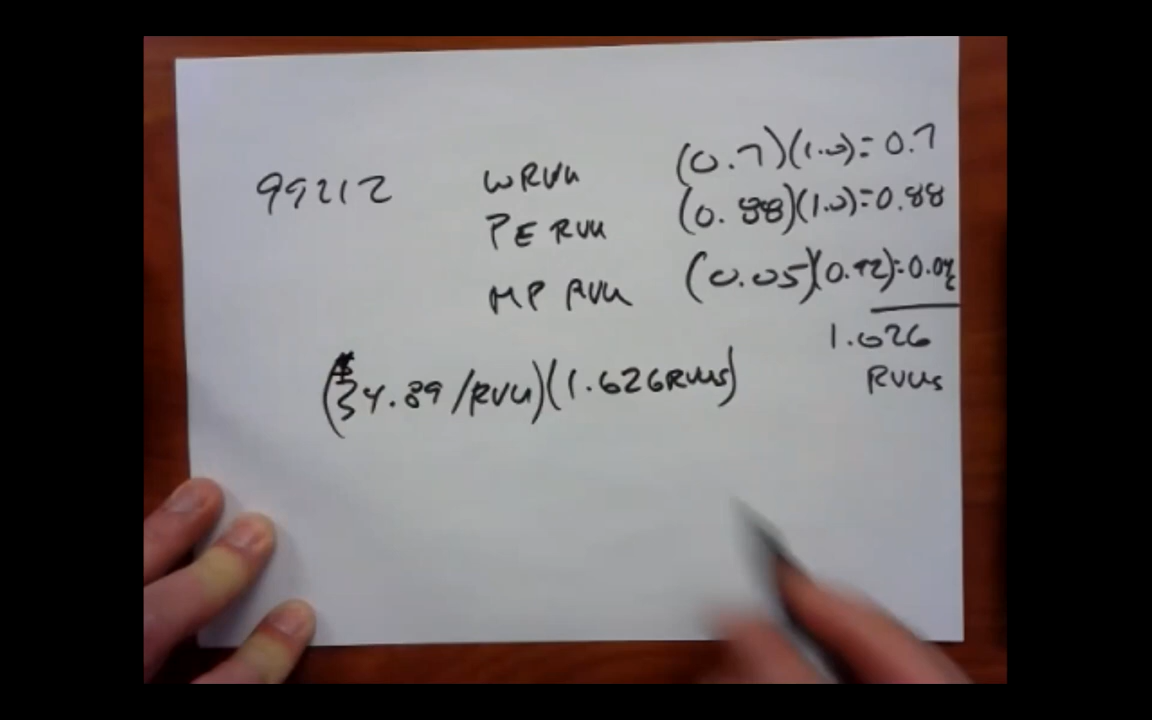 99212 WRVU (0.7)(1.0)=0.7
PE RVU (0.88)(1.0)=0.88
MP RVU (0.05)(0.92)=0.04
1.626
RVUs
($34.89/RVU)(1.626RVUs)